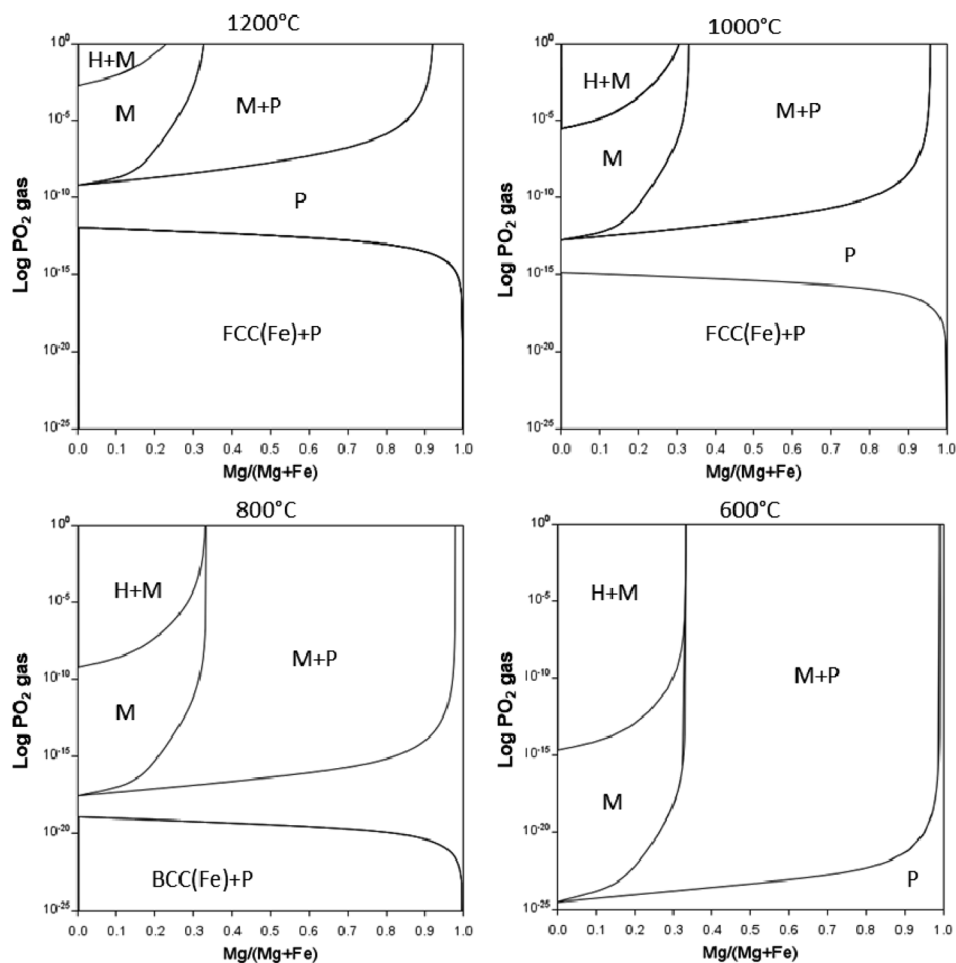 1200°C
10⁰
10⁻⁵
10⁻¹⁰
10⁻¹⁵
10⁻²⁰
10⁻²⁵
Log PO₂ gas
H+M
M
M+P
P
FCC(Fe)+P
0.0 0.1 0.2 0.3 0.4 0.5 0.6 0.7 0.8 0.9 1.0
Mg/(Mg+Fe)
1000°C
10⁰
10⁻⁵
10⁻¹⁰
10⁻¹⁵
10⁻²⁰
10⁻²⁵
Log PO₂ gas
H+M
M+P
M
P
FCC(Fe)+P
0.0 0.1 0.2 0.3 0.4 0.5 0.6 0.7 0.8 0.9 1.0
Mg/(Mg+Fe)
800°C
10⁰
10⁻⁵
10⁻¹⁰
10⁻¹⁵
10⁻²⁰
10⁻²⁵
Log PO₂ gas
H+M
M+P
M
BCC(Fe)+P
0.0 0.1 0.2 0.3 0.4 0.5 0.6 0.7 0.8 0.9 1.0
Mg/(Mg+Fe)
600°C
10⁰
10⁻⁵
10⁻¹⁰
10⁻¹⁵
10⁻²⁰
10⁻²⁵
Log PO₂ gas
H+M
M+P
M
P
0.0 0.1 0.2 0.3 0.4 0.5 0.6 0.7 0.8 0.9 1.0
Mg/(Mg+Fe)